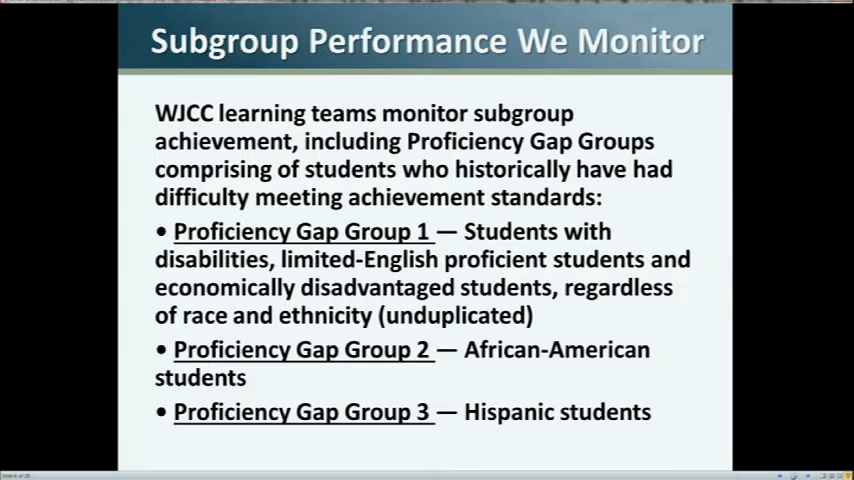 Subgroup Performance We Monitor
WJCC learning teams monitor subgroup
achievement, including Proficiency Gap Groups
comprising of students who historically have had
difficulty meeting achievement standards:
• Proficiency Gap Group 1 — Students with
disabilities, limited-English proficient students and
economically disadvantaged students, regardless
of race and ethnicity (unduplicated)
• Proficiency Gap Group 2 — African-American
students
• Proficiency Gap Group 3 — Hispanic students